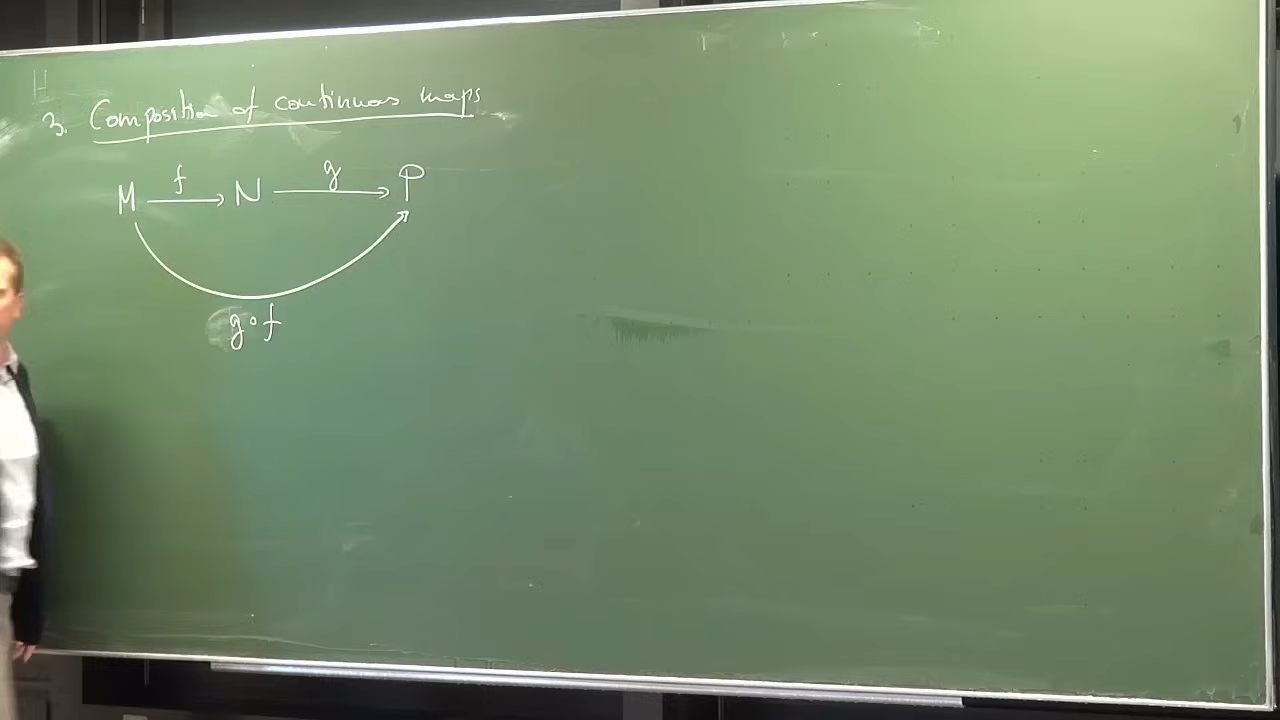 3. Composition of continuous maps
M f→ N g→ P
g∘f